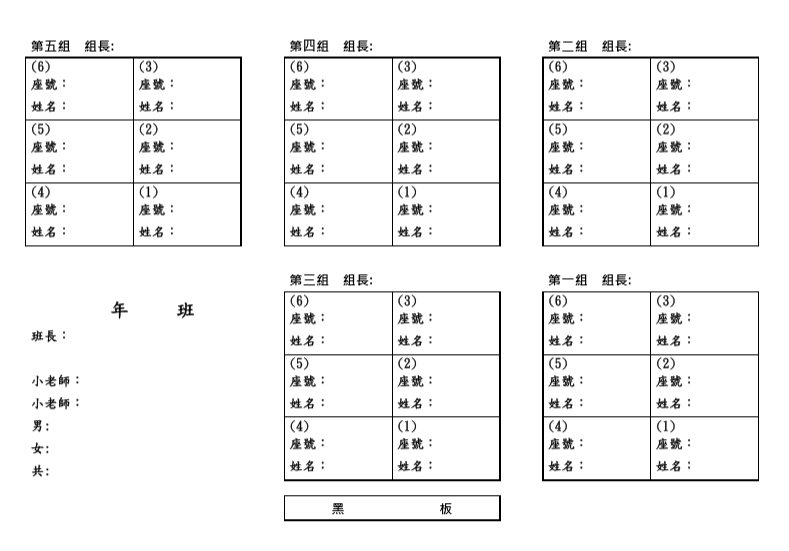 第五組 組長:
(6) (3)
座號： 座號：
姓名： 姓名：
(5) (2)
座號： 座號：
姓名： 姓名：
(4) (1)
座號： 座號：
姓名： 姓名：
第四組 組長:
(6) (3)
座號： 座號：
姓名： 姓名：
(5) (2)
座號： 座號：
姓名： 姓名：
(4) (1)
座號： 座號：
姓名： 姓名：
第二組 組長:
(6) (3)
座號： 座號：
姓名： 姓名：
(5) (2)
座號： 座號：
姓名： 姓名：
(4) (1)
座號： 座號：
姓名： 姓名：
年 班
班長：
小老師：
小老師：
男:
女:
共:
第三組 組長:
(6) (3)
座號： 座號：
姓名： 姓名：
(5) (2)
座號： 座號：
姓名： 姓名：
(4) (1)
座號： 座號：
姓名： 姓名：
第一組 組長:
(6) (3)
座號： 座號：
姓名： 姓名：
(5) (2)
座號： 座號：
姓名： 姓名：
(4) (1)
座號： 座號：
姓名： 姓名：
黑 板